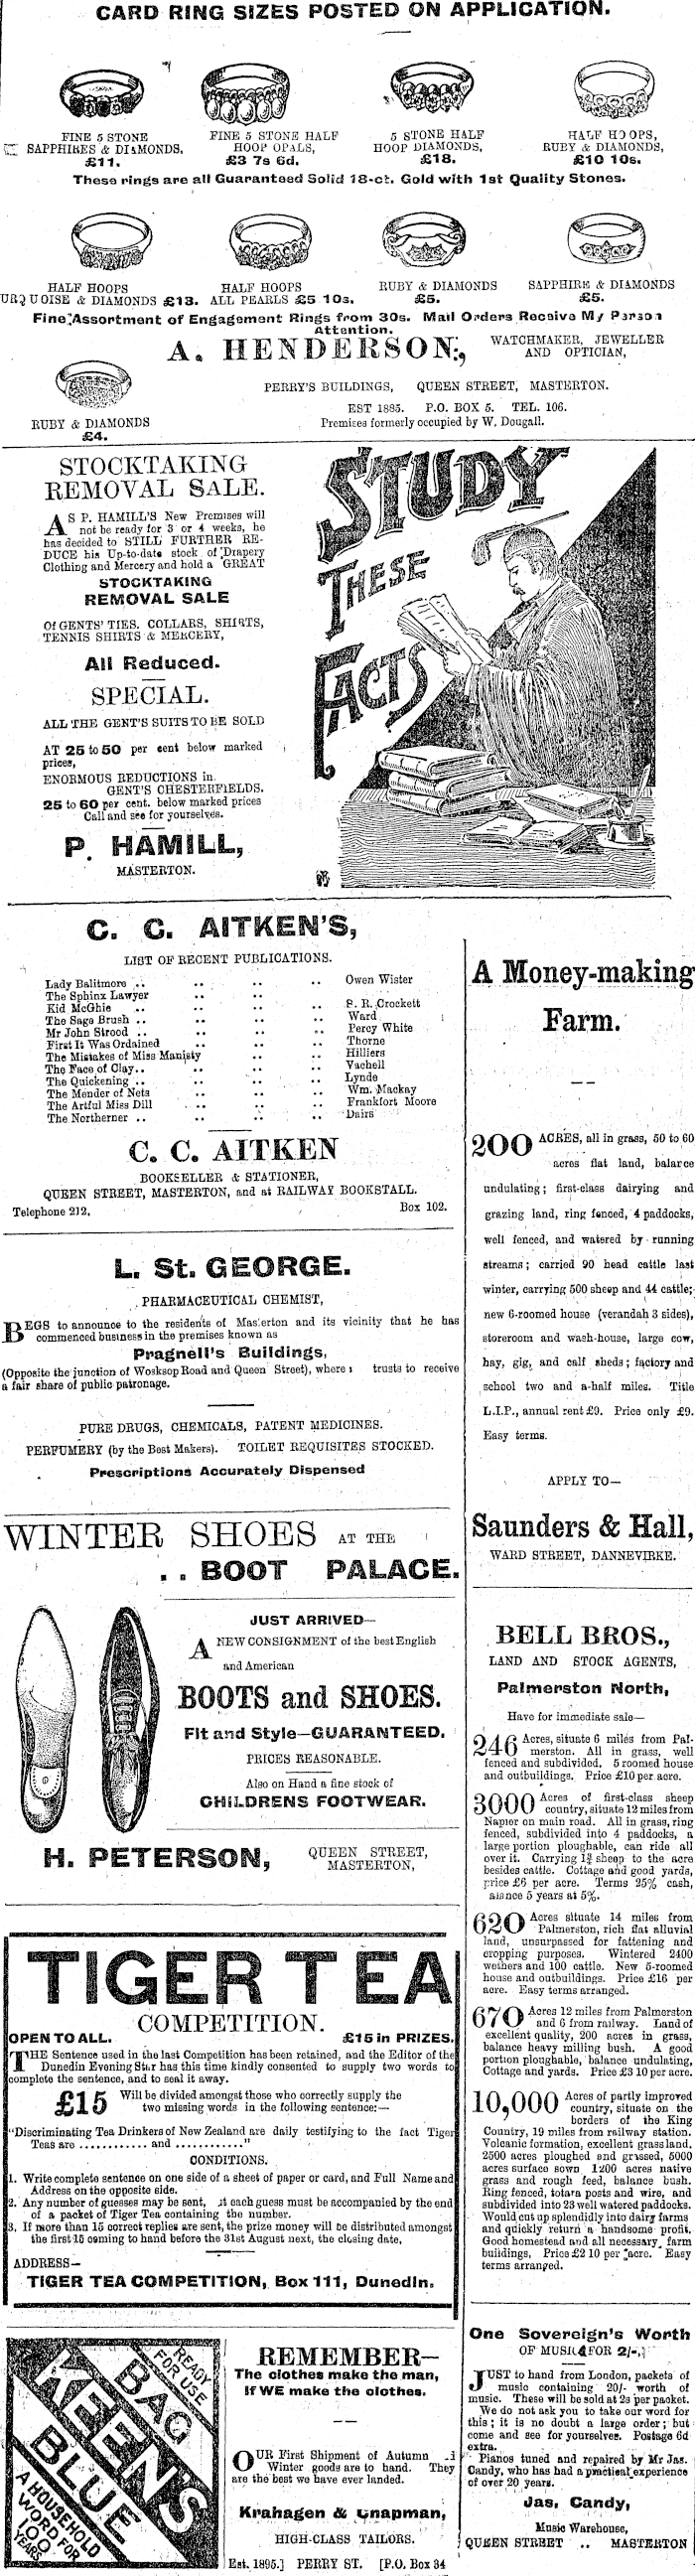 CARD RING SIZES POSTED ON APPLICATION.
FINE 5 STONE
SAPPHIRES & DIAMONDS,
£11.
FINE 5 STONE HALF
HOOP OPALS,
£3 7s 6d.
5 STONE HALF
HOOP DIAMONDS,
£18.
HALF HOOPS,
RUBY & DIAMONDS,
£10 10s.
These rings are all Guaranteed Solid 18-ct. Gold with 1st Quality Stones.
HALF HOOPS
URQUOISE & DIAMONDS £13.
HALF HOOPS
ALL PEARLS £5 10s.
RUBY & DIAMONDS
£5.
SAPPHIRE & DIAMONDS
£5.
Fine Assortment of Engagement Rings from 30s. Mail Orders Receive My Person
Attention.
A. HENDERSON,
WATCHMAKER, JEWELLER
AND OPTICIAN,
PERRY'S BUILDINGS, QUEEN STREET, MASTERTON.
EST 1885. P.O. BOX 5. TEL. 106.
Premises formerly occupied by W. Dougall.
RUBY & DIAMONDS
£4.
STOCKTAKING
REMOVAL SALE.
AS P. HAMILL'S New Premises will
not be ready for 3 or 4 weeks, he
has decided to STILL FURTHER RE-
DUCE his Up-to-date stock of Drapery
Clothing and Mercery and hold a GREAT
STOCKTAKING
REMOVAL SALE
Of GENTS' TIES, COLLARS, SHIRTS,
TENNIS SHIRTS & MERCERY,
All Reduced.
SPECIAL.
ALL THE GENT'S SUITS TO BE SOLD
AT 25 to 50 per cent below marked
prices,
ENORMOUS REDUCTIONS in
GENT'S CHESTERFIELDS.
25 to 60 per cent. below marked prices
Call and see for yourselves.
P. HAMILL,
MASTERTON.
STUDY
THESE
FACTS
C. C. AITKEN'S,
LIST OF RECENT PUBLICATIONS.
Lady Balitmore .. .. .. .. Owen Wister
The Sphinx Lawyer .. .. ..
Kid McGhie .. .. .. .. S. R. Crockett
The Sage Brush .. .. .. .. Ward
Mr John Strood .. .. .. .. Percy White
First It Was Ordained .. .. .. Thorne
The Mistakes of Miss Manisty .. .. Hilliers
The Face of Clay.. .. .. .. Vachell
The Quickening .. .. .. .. Lynde
The Mender of Nets .. .. .. Wm. Mackay
The Artful Miss Dill .. .. .. Frankfort Moore
The Northerner .. .. .. .. Dairs
C. C. AITKEN
BOOKSELLER & STATIONER,
QUEEN STREET, MASTERTON, and at RAILWAY BOOKSTALL.
Telephone 212. Box 102.
L. St. GEORGE.
PHARMACEUTICAL CHEMIST,
BEGS to announce to the residents of Masterton and its vicinity that he has
commenced business in the premises known as
Pragnell's Buildings,
(Opposite the junction of Worksop Road and Queen Street), where trusts to receive
a fair share of public patronage.
PURE DRUGS, CHEMICALS, PATENT MEDICINES.
PERFUMERY (by the Best Makers). TOILET REQUISITES STOCKED.
Prescriptions Accurately Dispensed
WINTER SHOES AT THE
. . BOOT PALACE.
JUST ARRIVED—
A NEW CONSIGNMENT of the best English
and American
BOOTS and SHOES.
Fit and Style—GUARANTEED.
PRICES REASONABLE.
Also on Hand a fine stock of
CHILDRENS FOOTWEAR.
H. PETERSON,
QUEEN STREET,
MASTERTON,
TIGER TEA
COMPETITION.
OPEN TO ALL. £15 in PRIZES.
THE Sentence used in the last Competition has been retained, and the Editor of the
Dunedin Evening Star has this time kindly consented to supply two words to
complete the sentence, and to seal it away.
£15 Will be divided amongst those who correctly supply the
two missing words in the following sentence:—
"Discriminating Tea Drinkers of New Zealand are daily testifying to the fact Tiger
Teas are ............ and ............"
CONDITIONS.
1. Write complete sentence on one side of a sheet of paper or card, and Full Name and
Address on the opposite side.
2. Any number of guesses may be sent, but each guess must be accompanied by the end
of a packet of Tiger Tea containing the number.
3. If more than 15 correct replies are sent, the prize money will be distributed amongst
the first 15 coming to hand before the 31st August next, the closing date,
ADDRESS—
TIGER TEA COMPETITION, Box 111, Dunedin.
READY
FOR USE
BAG
KEEN'S
BLUE
A HOUSEHOLD
WORD FOR
100
YEARS
REMEMBER—
The clothes make the man,
If WE make the clothes.
OUR First Shipment of Autumn
Winter goods are to hand. They
are the best we have ever landed.
Krahagen & Chapman,
HIGH-CLASS TAILORS.
Est. 1895.] PERRY ST. [P.O. Box 34
A Money-making
Farm.
200 ACRES, all in grass, 50 to 60
acres flat land, balance
undulating; first-class dairying and
grazing land, ring fenced, 4 paddocks,
well fenced, and watered by running
streams; carried 90 head cattle last
winter, carrying 500 sheep and 44 cattle;
new 6-roomed house (verandah 3 sides),
storeroom and wash-house, large cow,
hay, gig, and calf sheds; factory and
school two and a-half miles. Title
L.I.P., annual rent £9. Price only £9.
Easy terms.
APPLY TO—
Saunders & Hall,
WARD STREET, DANNEVIRKE.
BELL BROS.,
LAND AND STOCK AGENTS,
Palmerston North,
Have for immediate sale—
246 Acres, situate 6 miles from Pal-
merston. All in grass, well
fenced and subdivided. 5 roomed house
and outbuildings. Price £10 per acre.
3000 Acres of first-class sheep
country, situate 12 miles from
Napier on main road. All in grass, ring
fenced, subdivided into 4 paddocks, a
large portion ploughable, can ride all
over it. Carrying 1¾ sheep to the acre
besides cattle. Cottage and good yards,
price £6 per acre. Terms 25% cash,
balance 5 years at 5%.
620 Acres situate 14 miles from
Palmerston, rich flat alluvial
land, unsurpassed for fattening and
cropping purposes. Wintered 2400
wethers and 100 cattle. New 5-roomed
house and outbuildings. Price £16 per
acre. Easy terms arranged.
670 Acres 12 miles from Palmerston
and 6 from railway. Land of
excellent quality, 200 acres in grass,
balance heavy milling bush. A good
portion ploughable, balance undulating,
Cottage and yards. Price £3 10 per acre.
10,000 Acres of partly improved
country, situate on the
borders of the King
Country, 19 miles from railway station.
Volcanic formation, excellent grass land.
2500 acres ploughed and grassed, 5000
acres surface sown 1200 acres native
grass and rough feed, balance bush.
Ring fenced, totara posts and wire, and
subdivided into 23 well watered paddocks.
Would cut up splendidly into dairy farms
and quickly return a handsome profit.
Good homestead and all necessary farm
buildings, Price £2 10 per acre. Easy
terms arranged.
One Sovereign's Worth
OF MUSIC FOR 2/-.
JUST to hand from London, packets of
music containing 20/- worth of
music. These will be sold at 2s per packet.
We do not ask you to take our word for
this; it is no doubt a large order; but
come and see for yourselves. Postage 6d
extra.
Pianos tuned and repaired by Mr Jas.
Candy, who has had a practical experience
of over 20 years.
Jas. Candy,
Music Warehouse,
QUEEN STREET .. MASTERTON